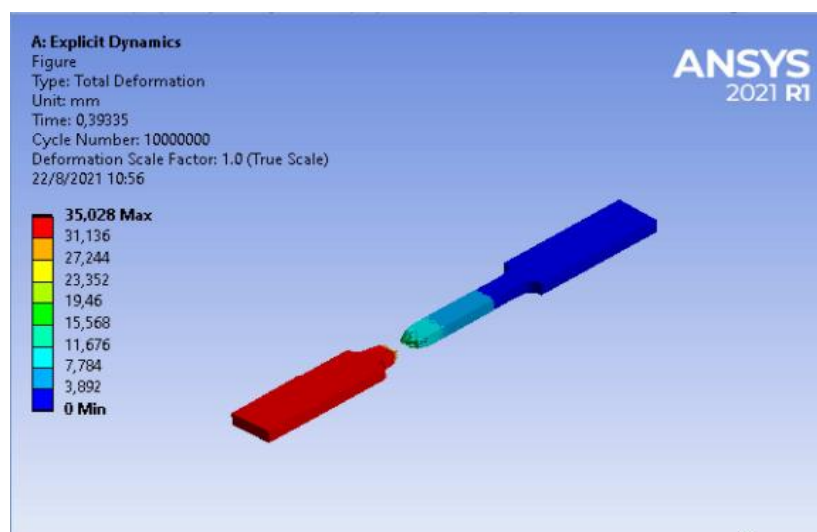 A: Explicit Dynamics
Figure
Type: Total Deformation
Unit: mm
Time: 0,39335
Cycle Number: 10000000
Deformation Scale Factor: 1.0 (True Scale)
22/8/2021 10:56
ANSYS
2021 R1
35,028 Max
31,136
27,244
23,352
19,46
15,568
11,676
7,784
3,892
0 Min